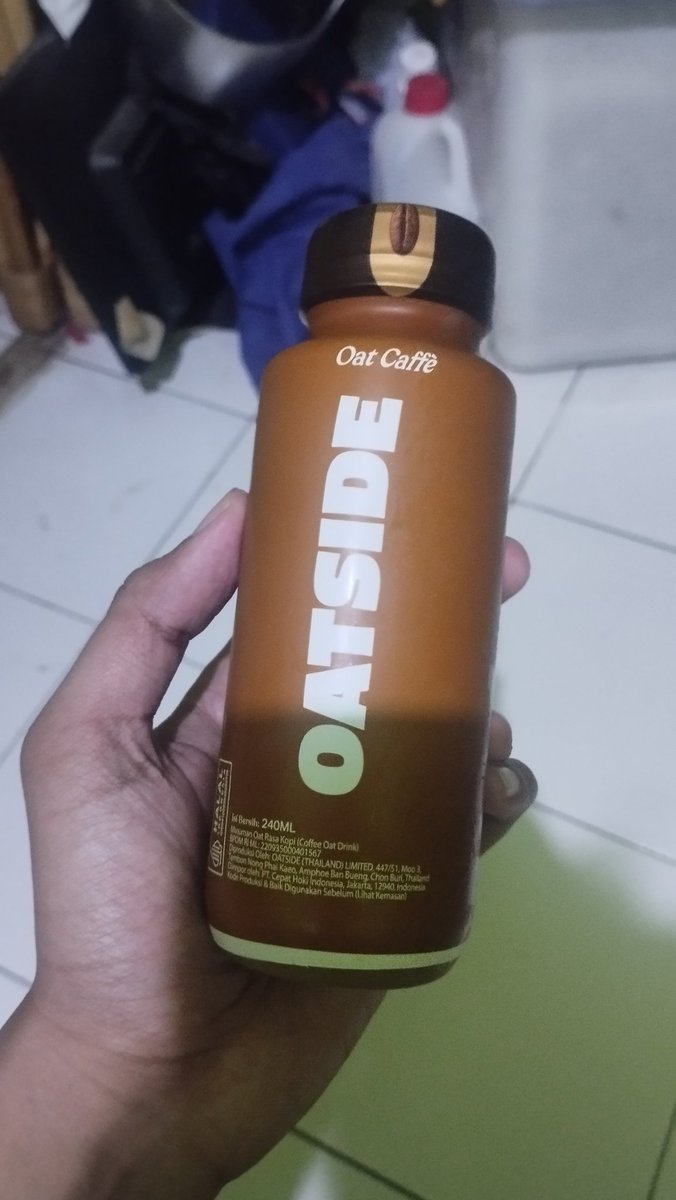 Oat Caffè
OATSIDE
HALAL
Isi Bersih: 240ML
Minuman Oat Rasa Kopi (Coffee Oat Drink)
BPOM RI ML: 220935000401567
Diproduksi Oleh: OATSIDE (THAILAND) LIMITED. 447/51, Moo 3,
Tambon Nong Phai Kaeo, Amphoe Ban Bueng, Chon Buri, Thailand
Diimpor oleh: PT. Cepat Hoki Indonesia, Jakarta, 12940. Indonesia
Kode Produksi & Baik Digunakan Sebelum (Lihat Kemasan)